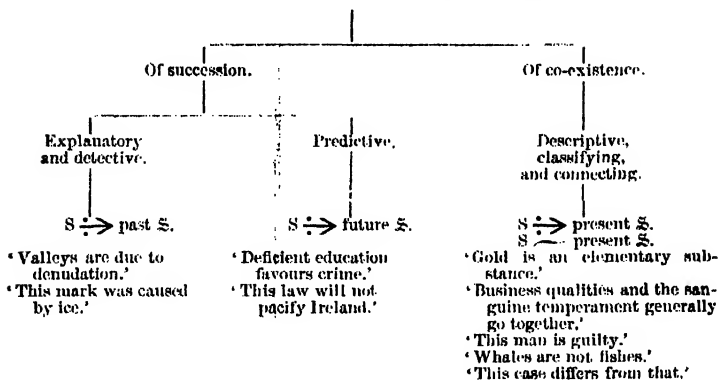 Of succession.
Of co-existence.
Explanatory
and detective.
Predictive.
Descriptive,
classifying,
and connecting.
S ÷→ past S.
S ÷→ future S.
S ÷→ present S.
S ⁓ present S.
‘Valleys are due to
denudation.’
‘This mark was caused
by ice.’
‘Deficient education
favours crime.’
‘This law will not
pacify Ireland.’
‘Gold is an elementary sub-
stance.’
‘Business qualities and the san-
guine temperament generally
go together.’
‘This man is guilty.’
‘Whales are not fishes.’
‘This case differs from that.’